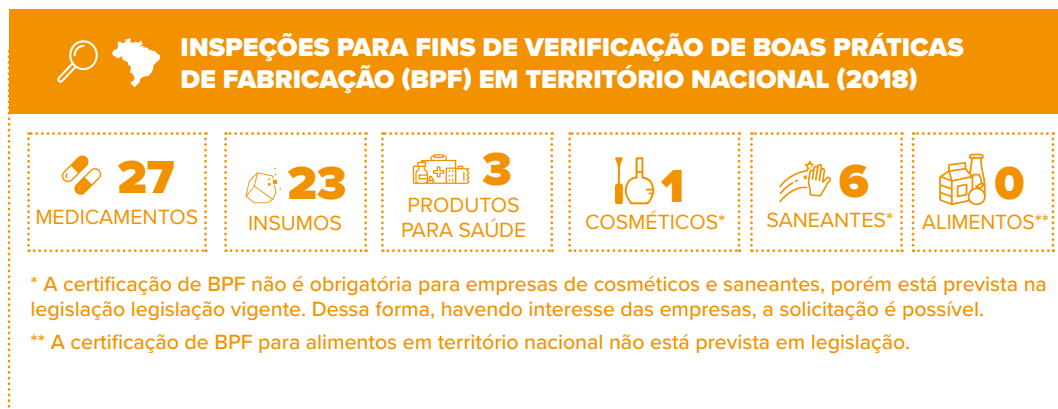 INSPEÇÕES PARA FINS DE VERIFICAÇÃO DE BOAS PRÁTICAS
DE FABRICAÇÃO (BPF) EM TERRITÓRIO NACIONAL (2018)
27
MEDICAMENTOS
23
INSUMOS
3
PRODUTOS
PARA SAÚDE
1
COSMÉTICOS*
6
SANEANTES*
0
ALIMENTOS**
* A certificação de BPF não é obrigatória para empresas de cosméticos e saneantes, porém está prevista na
legislação legislação vigente. Dessa forma, havendo interesse das empresas, a solicitação é possível.
** A certificação de BPF para alimentos em território nacional não está prevista em legislação.